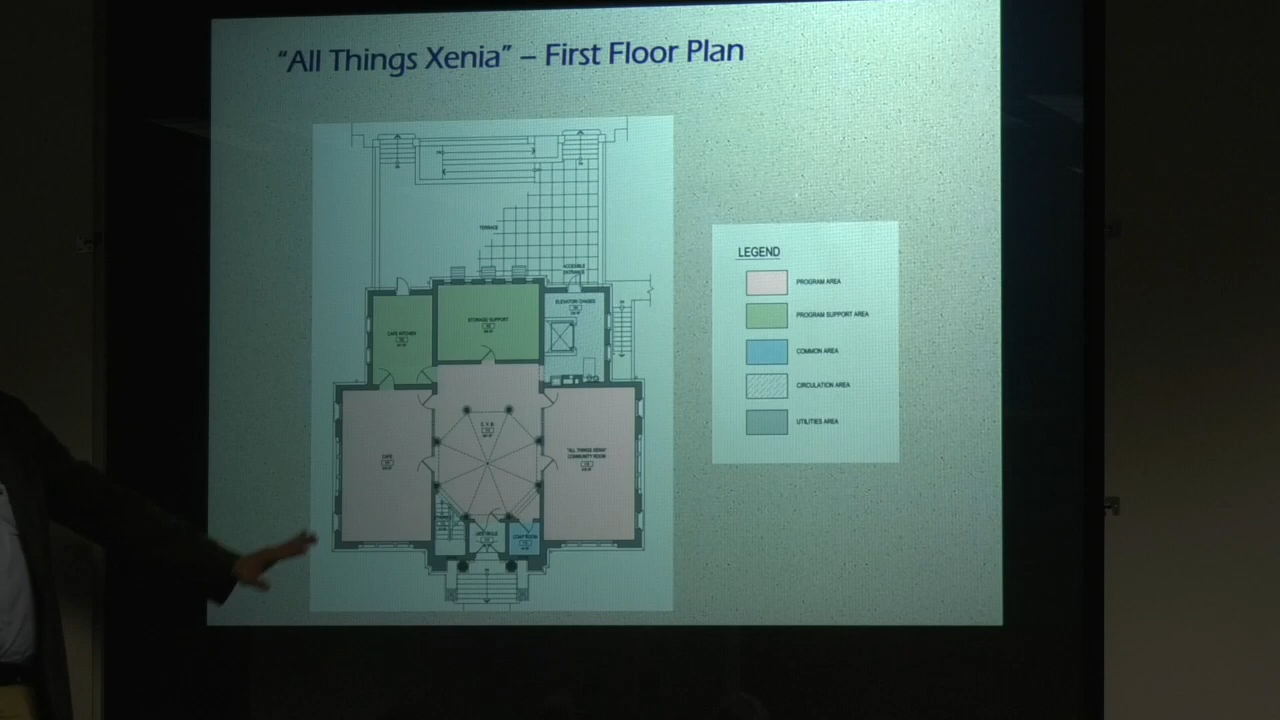 "All Things Xenia" – First Floor Plan
TERRACE
ACCESSIBLE
ENTRANCE
ELEVATOR
CAFE KITCHEN
STORAGE SUPPORT
C. V. B.
CAFE
"ALL THINGS XENIA"
COMMUNITY ROOM
VESTIBULE
COAT ROOM
LEGEND
PROGRAM AREA
PROGRAM SUPPORT AREA
COMMON AREA
CIRCULATION AREA
UTILITIES AREA